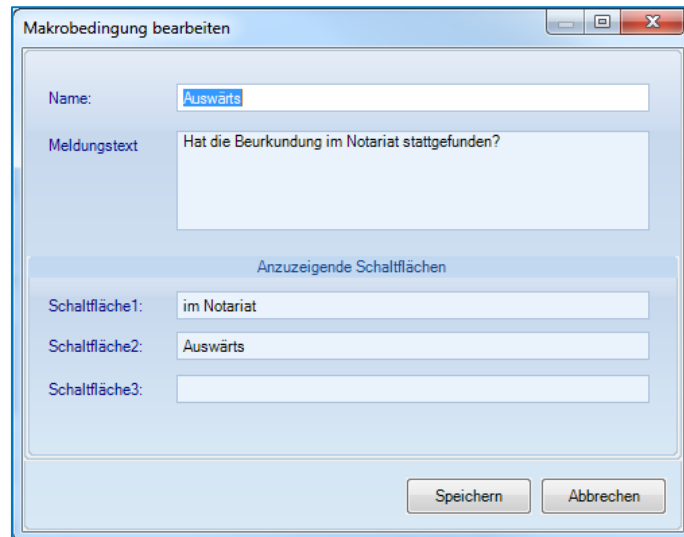 Makrobedingung bearbeiten
Name: Auswärts
Meldungstext Hat die Beurkundung im Notariat stattgefunden?
Anzuzeigende Schaltflächen
Schaltfläche1: im Notariat
Schaltfläche2: Auswärts
Schaltfläche3:
Speichern Abbrechen